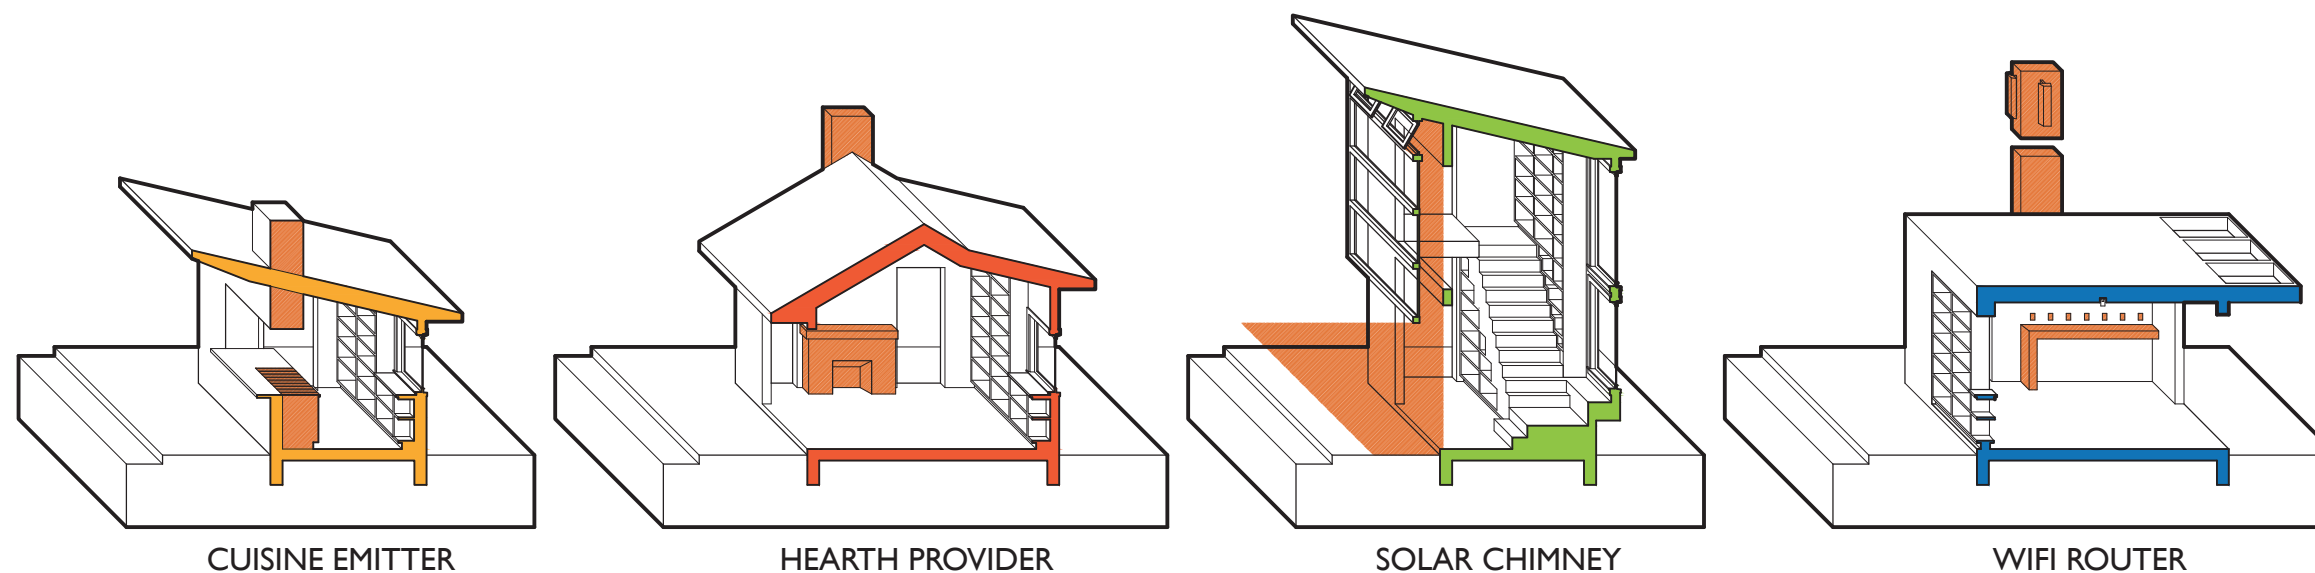 CUISINE EMITTER
HEARTH PROVIDER
SOLAR CHIMNEY
WIFI ROUTER